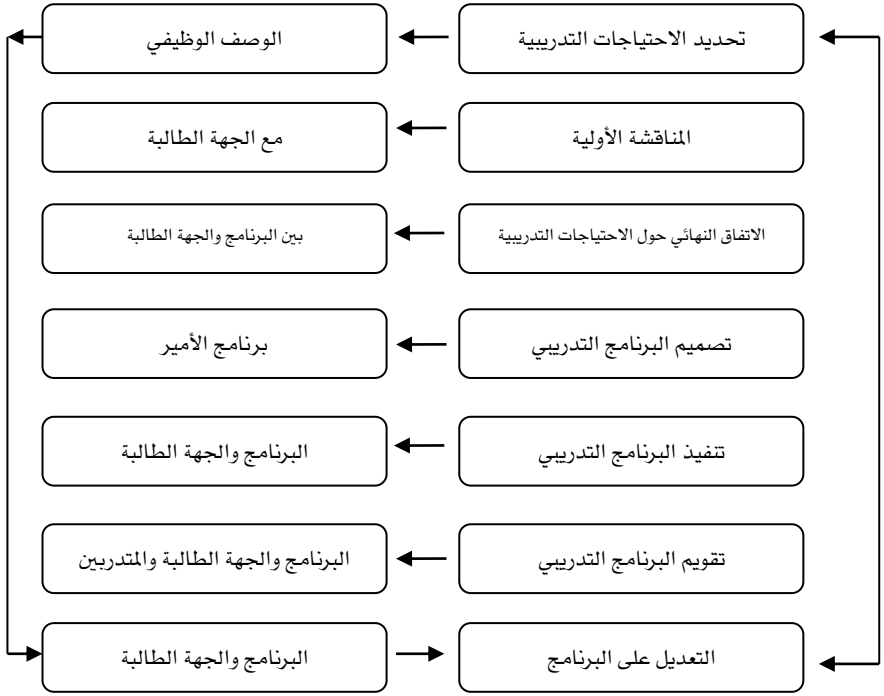 تحديد الاحتياجات التدريبية
الوصف الوظيفي
المناقشة الأولية
مع الجهة الطالبة
الاتفاق النهائي حول الاحتياجات التدريبية
بين البرنامج والجهة الطالبة
تصميم البرنامج التدريبي
برنامج الأمير
تنفيذ البرنامج التدريبي
البرنامج والجهة الطالبة
تقويم البرنامج التدريبي
البرنامج والجهة الطالبة والمتدربين
التعديل على البرنامج
البرنامج والجهة الطالبة